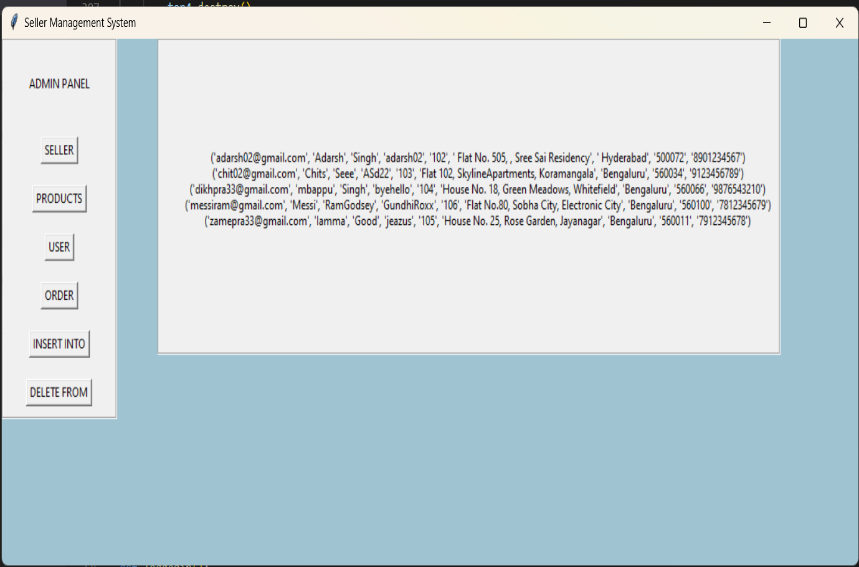 Seller Management System
ADMIN PANEL
SELLER
PRODUCTS
USER
ORDER
INSERT INTO
DELETE FROM
('adarsh02@gmail.com', 'Adarsh', 'Singh', 'adarsh02', '102', ' Flat No. 505, , Sree Sai Residency', ' Hyderabad', '500072', '8901234567')
('chit02@gmail.com', 'Chits', 'Seee', 'ASd22', '103', 'Flat 102, SkylineApartments, Koramangala', 'Bengaluru', '560034', '9123456789')
('dikhpra33@gmail.com', 'mbappu', 'Singh', 'byehello', '104', 'House No. 18, Green Meadows, Whitefield', 'Bengaluru', '560066', '9876543210')
('messiram@gmail.com', 'Messi', 'RamGodsey', 'GundhiRoxx', '106', 'Flat No.80, Sobha City, Electronic City', 'Bengaluru', '560100', '7812345679')
('zamepra33@gmail.com', 'Iamma', 'Good', 'jeazus', '105', 'House No. 25, Rose Garden, Jayanagar', 'Bengaluru', '560011', '7912345678')